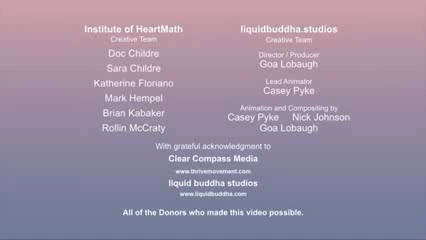 Institute of HeartMath
Creative Team
Doc Childre
Sara Childre
Katherine Floriano
Mark Hempel
Brian Kabaker
Rollin McCraty
liquidbuddha.studios
Creative Team
Director / Producer
Goa Lobaugh
Lead Animator
Casey Pyke
Animation and Compositing by
Casey Pyke Nick Johnson
Goa Lobaugh
With grateful acknowledgment to
Clear Compass Media
www.thrivemovement.com
liquid buddha studios
www.liquidbuddha.com
All of the Donors who made this video possible.